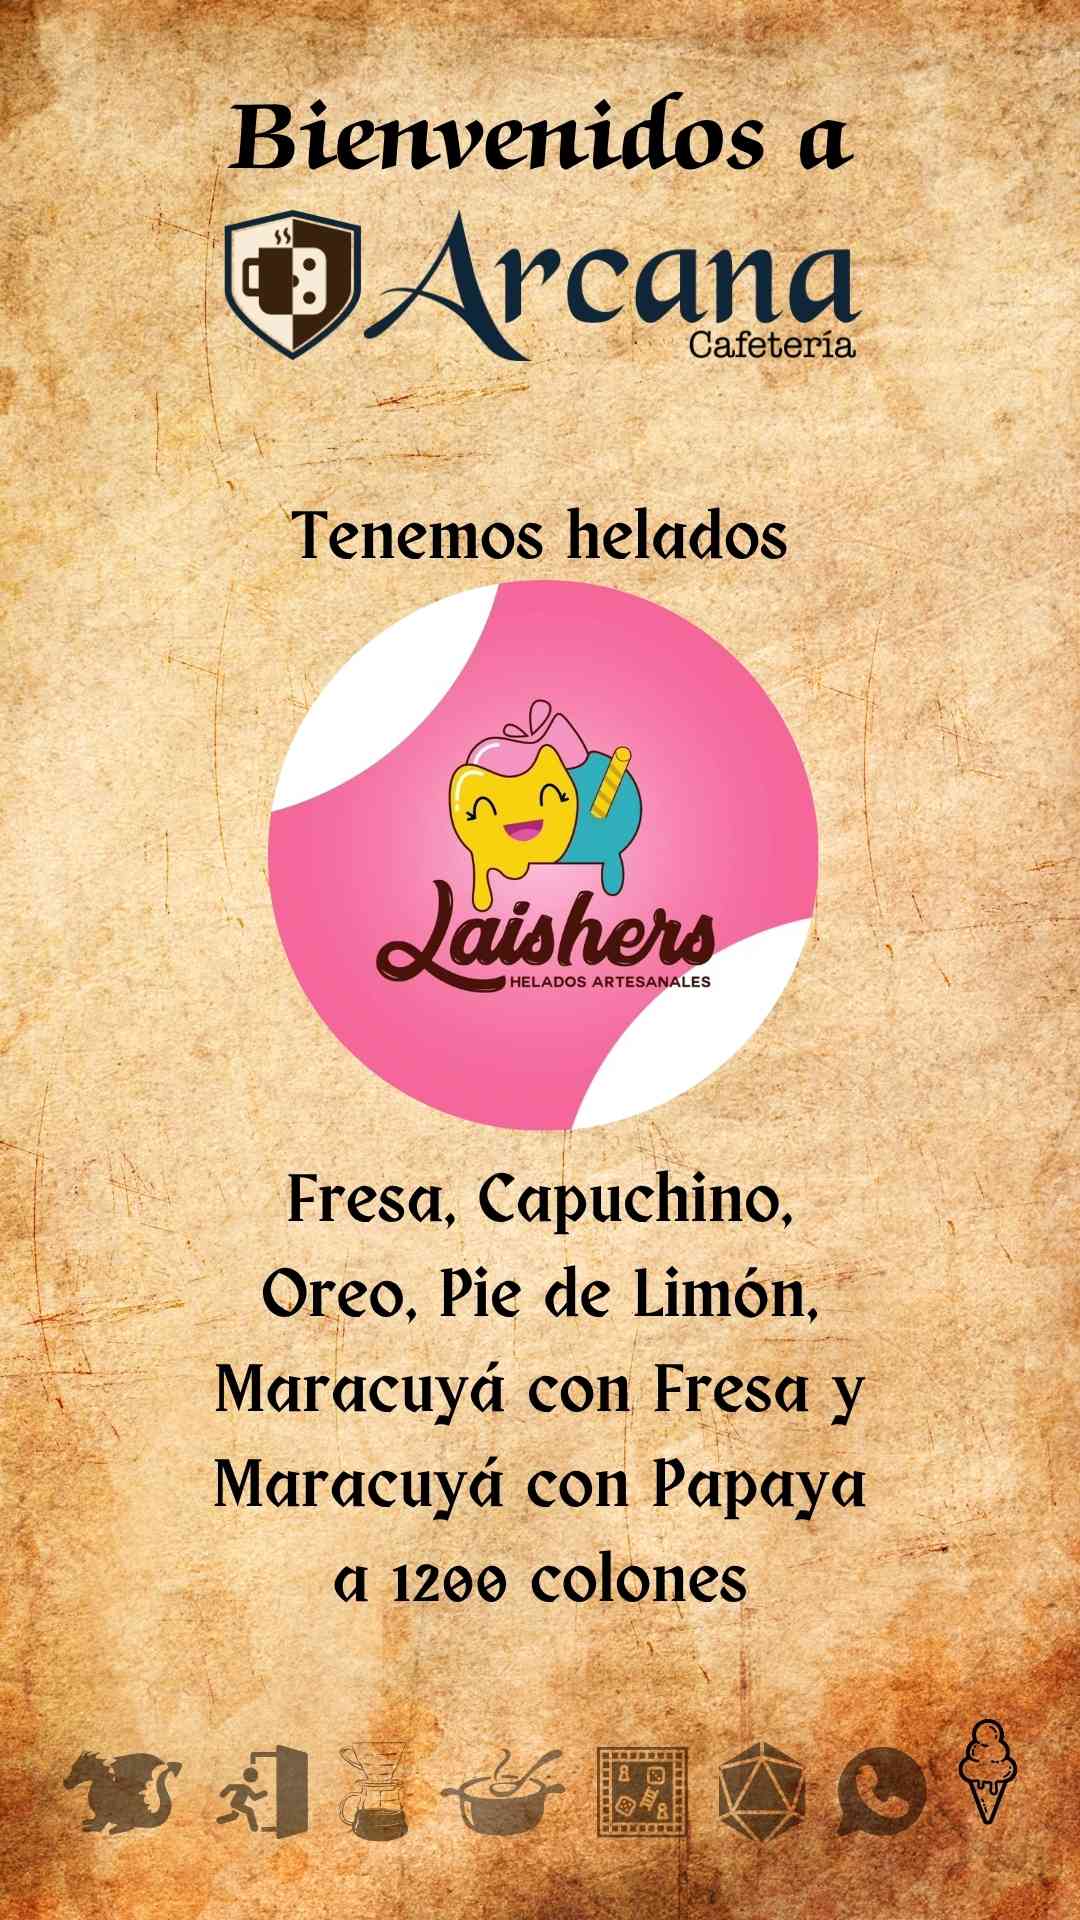 Bienvenidos a
Arcana
Cafetería
Tenemos helados
Laishers
HELADOS ARTESANALES
Fresa, Capuchino,
Oreo, Pie de Limón,
Maracuyá con Fresa y
Maracuyá con Papaya
a 1200 colones